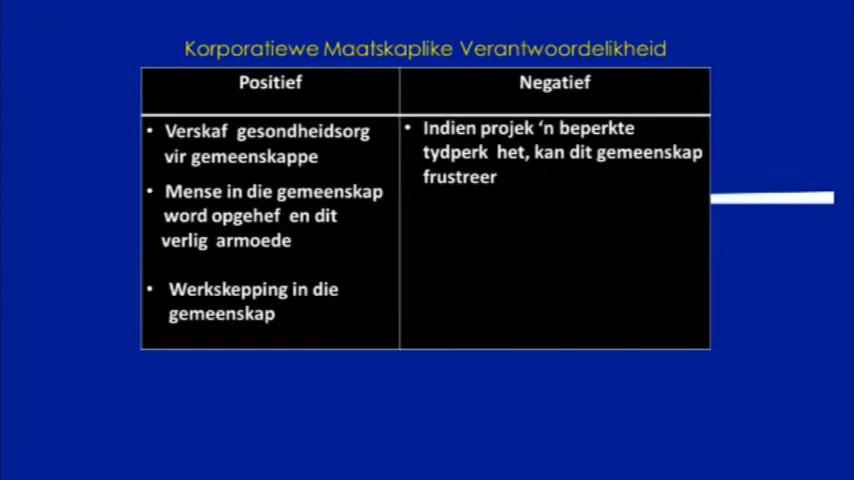 Korporatiewe Maatskaplike Verantwoordelikheid
Positief
Negatief
• Verskaf gesondheidsorg
vir gemeenskappe
• Mense in die gemeenskap
word opgehef en dit
verlig armoede
• Werkskepping in die
gemeenskap
• Indien projek ‘n beperkte
tydperk het, kan dit gemeenskap
frustreer